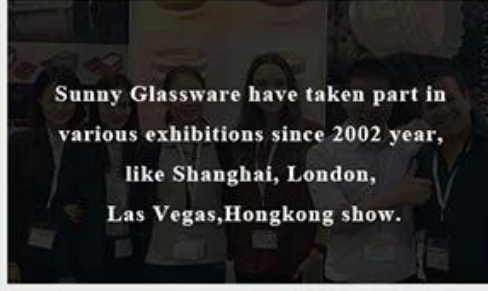 Sunny Glassware have taken part in
various exhibitions since 2002 year,
like Shanghai, London,
Las Vegas,Hongkong show.